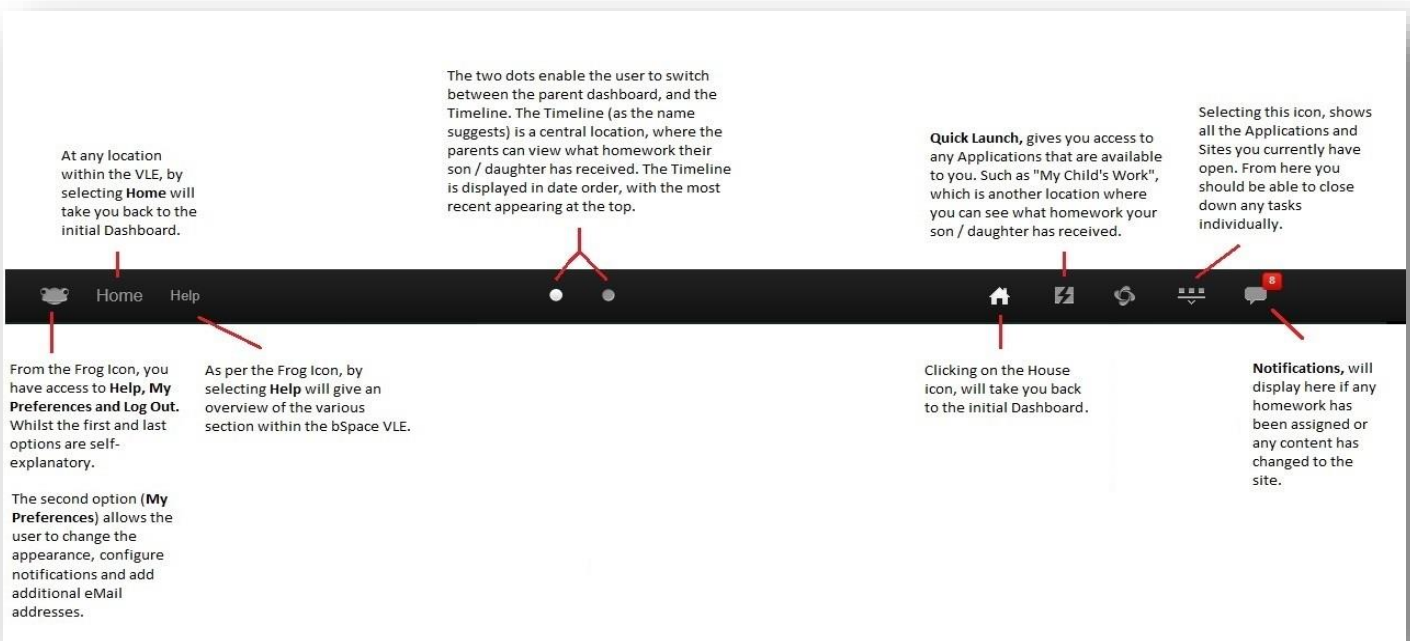 The two dots enable the user to switch
between the parent dashboard, and the
Timeline. The Timeline (as the name
suggests) is a central location, where the
parents can view what homework their
son / daughter has received. The Timeline
is displayed in date order, with the most
recent appearing at the top.
At any location
within the VLE, by
selecting Home will
take you back to the
initial Dashboard.
Quick Launch, gives you access to
any Applications that are available
to you. Such as "My Child's Work",
which is another location where
you can see what homework your
son / daughter has received.
Selecting this icon, shows
all the Applications and
Sites you currently have
open. From here you
should be able to close
down any tasks
individually.
Home Help
8
From the Frog Icon, you
have access to Help, My
Preferences and Log Out.
Whilst the first and last
options are self-
explanatory.
The second option (My
Preferences) allows the
user to change the
appearance, configure
notifications and add
additional eMail
addresses.
As per the Frog Icon, by
selecting Help will give an
overview of the various
section within the bSpace VLE.
Clicking on the House
icon, will take you back
to the initial Dashboard.
Notifications, will
display here if any
homework has
been assigned or
any content has
changed to the
site.